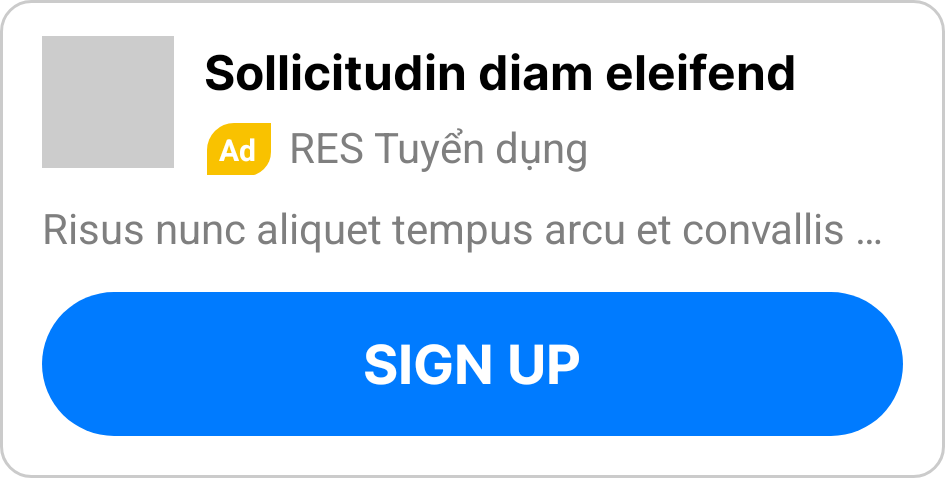 Sollicitudin diam eleifend
Ad RES Tuyển dụng
Risus nunc aliquet tempus arcu et convallis ...
SIGN UP